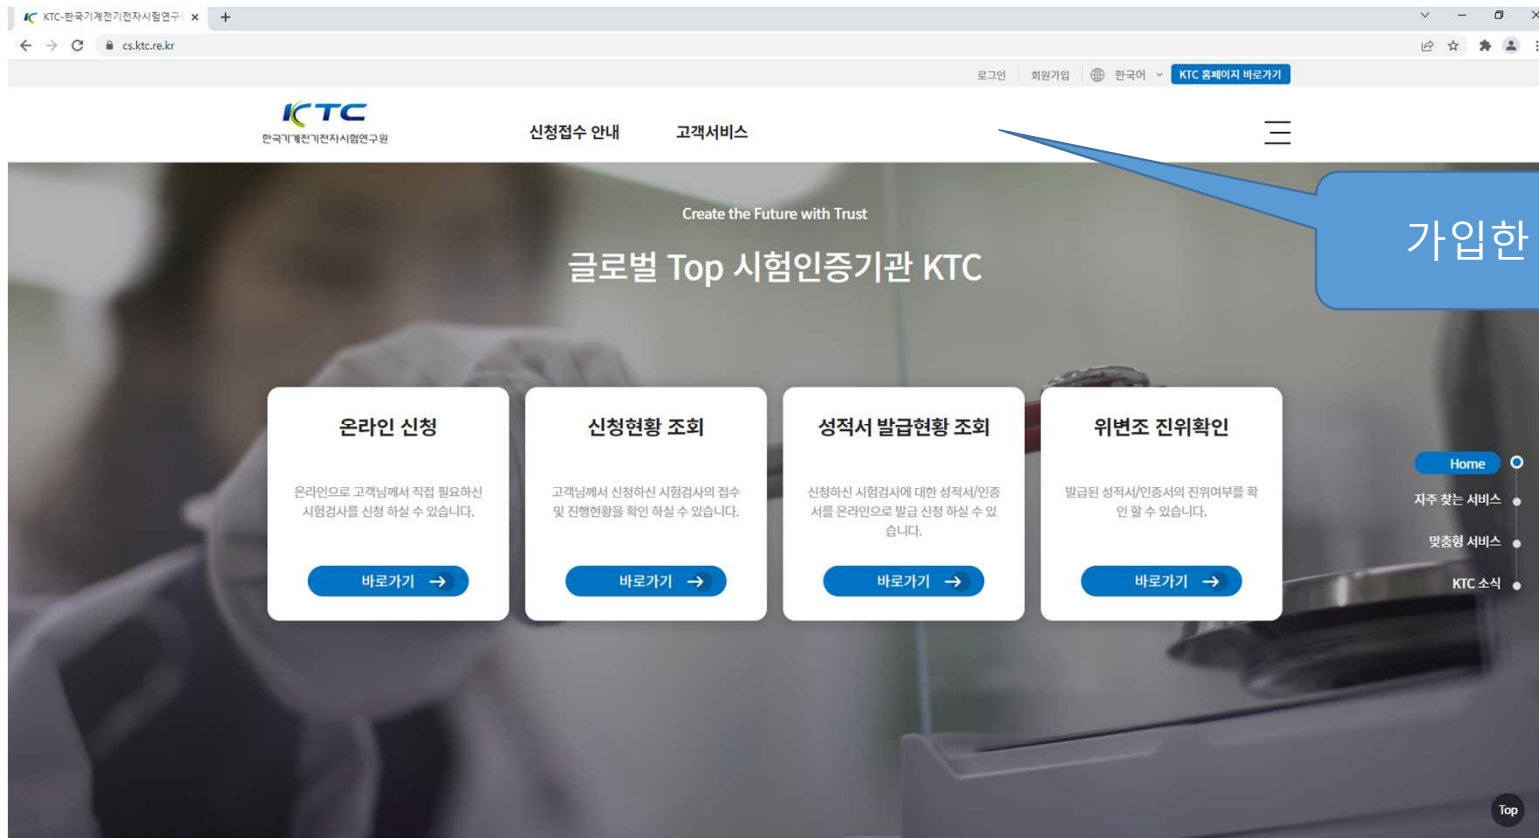 KTC-한국기계전기전자시험연구
cs.ktc.re.kr
로그인 회원가입 한국어 KTC 홈페이지 바로가기
KTC
한국기계전기전자시험연구원
신청접수 안내 고객서비스
가입한
Create the Future with Trust
글로벌 Top 시험인증기관 KTC
온라인 신청
온라인으로 고객님께서 직접 필요하신
시험검사를 신청 하실 수 있습니다.
바로가기
신청현황 조회
고객님께서 신청하신 시험검사의 접수
및 진행현황을 확인 하실 수 있습니다.
바로가기
성적서 발급현황 조회
신청하신 시험검사에 대한 성적서/인증
서를 온라인으로 발급 신청 하실 수 있
습니다.
바로가기
위변조 진위확인
발급된 성적서/인증서의 진위여부를 확
인 할 수 있습니다.
바로가기
Home
자주 찾는 서비스
맞춤형 서비스
KTC 소식
Top